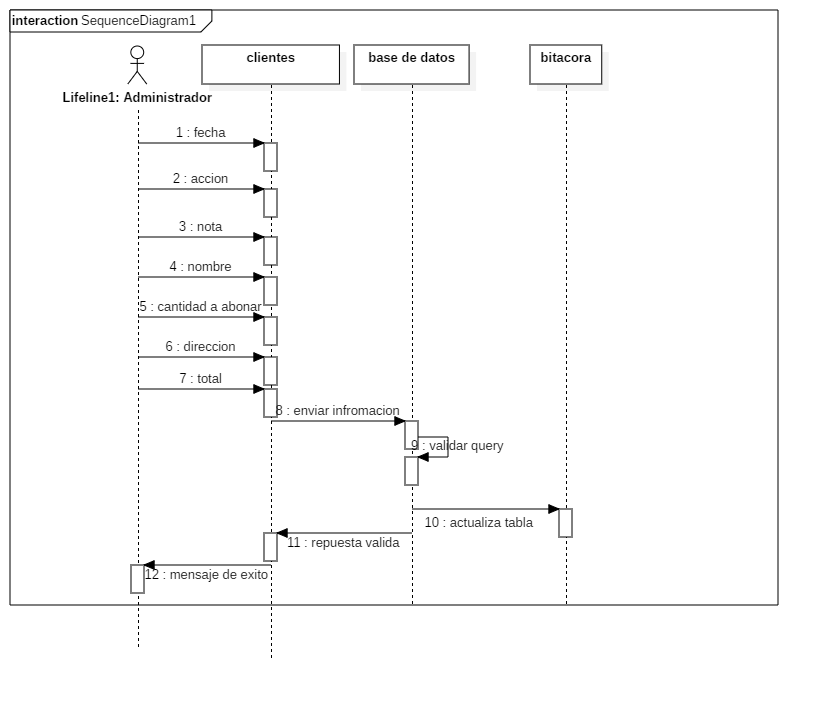 interaction SequenceDiagram1
clientes
base de datos
bitacora
Lifeline1: Administrador
1 : fecha
2 : accion
3 : nota
4 : nombre
5 : cantidad a abonar
6 : direccion
7 : total
8 : enviar infromacion
9 : validar query
10 : actualiza tabla
11 : repuesta valida
12 : mensaje de exito